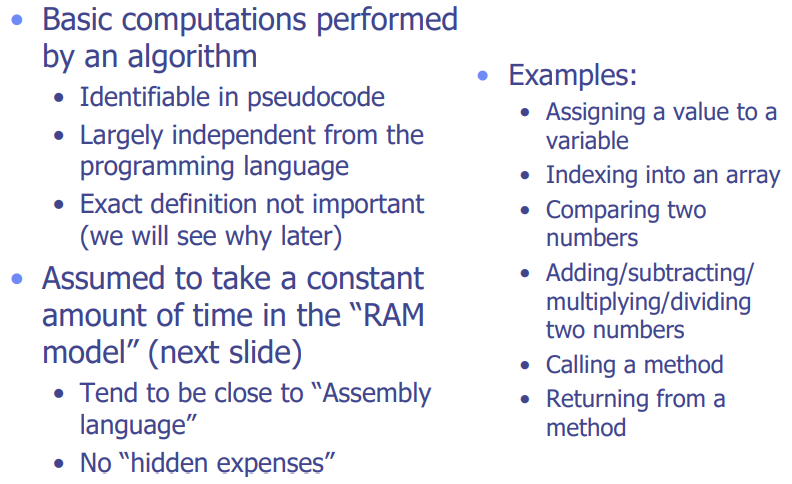 • Basic computations performed
by an algorithm
• Identifiable in pseudocode
• Largely independent from the
programming language
• Exact definition not important
(we will see why later)
• Assumed to take a constant
amount of time in the “RAM
model” (next slide)
• Tend to be close to “Assembly
language”
• No “hidden expenses”
• Examples:
• Assigning a value to a
variable
• Indexing into an array
• Comparing two
numbers
• Adding/subtracting/
multiplying/dividing
two numbers
• Calling a method
• Returning from a
method